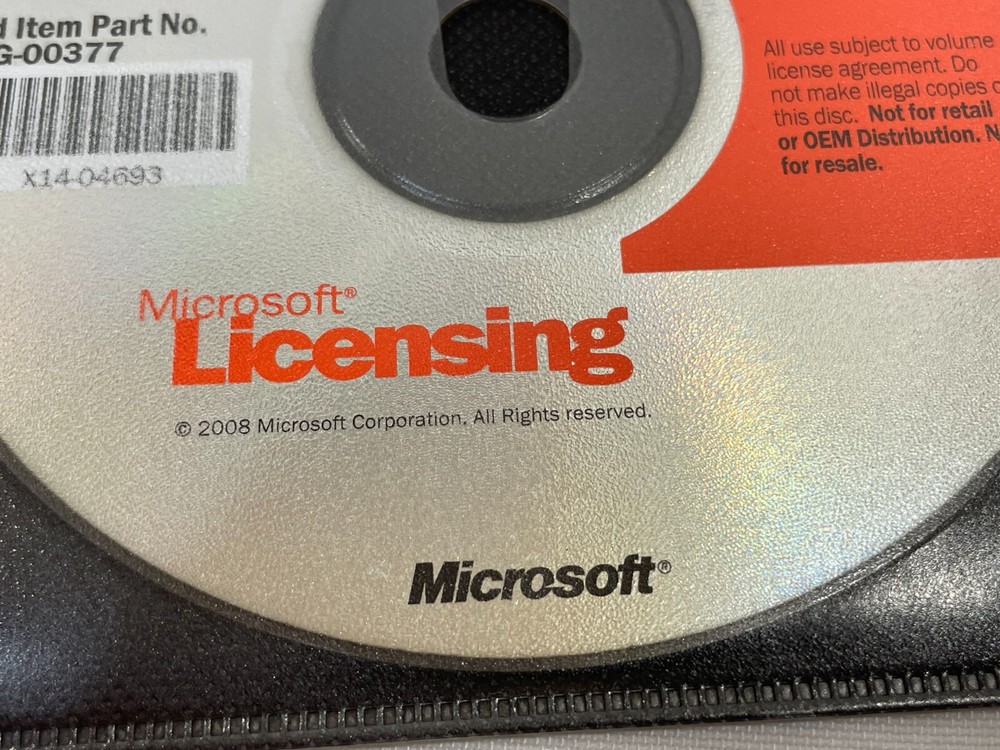 d Item Part No.
G-00377
X14-04693
All use subject to volume
license agreement. Do
not make illegal copies o
this disc. Not for retail
or OEM Distribution. N
for resale.
Microsoft®
Licensing
© 2008 Microsoft Corporation. All Rights reserved.
Microsoft®